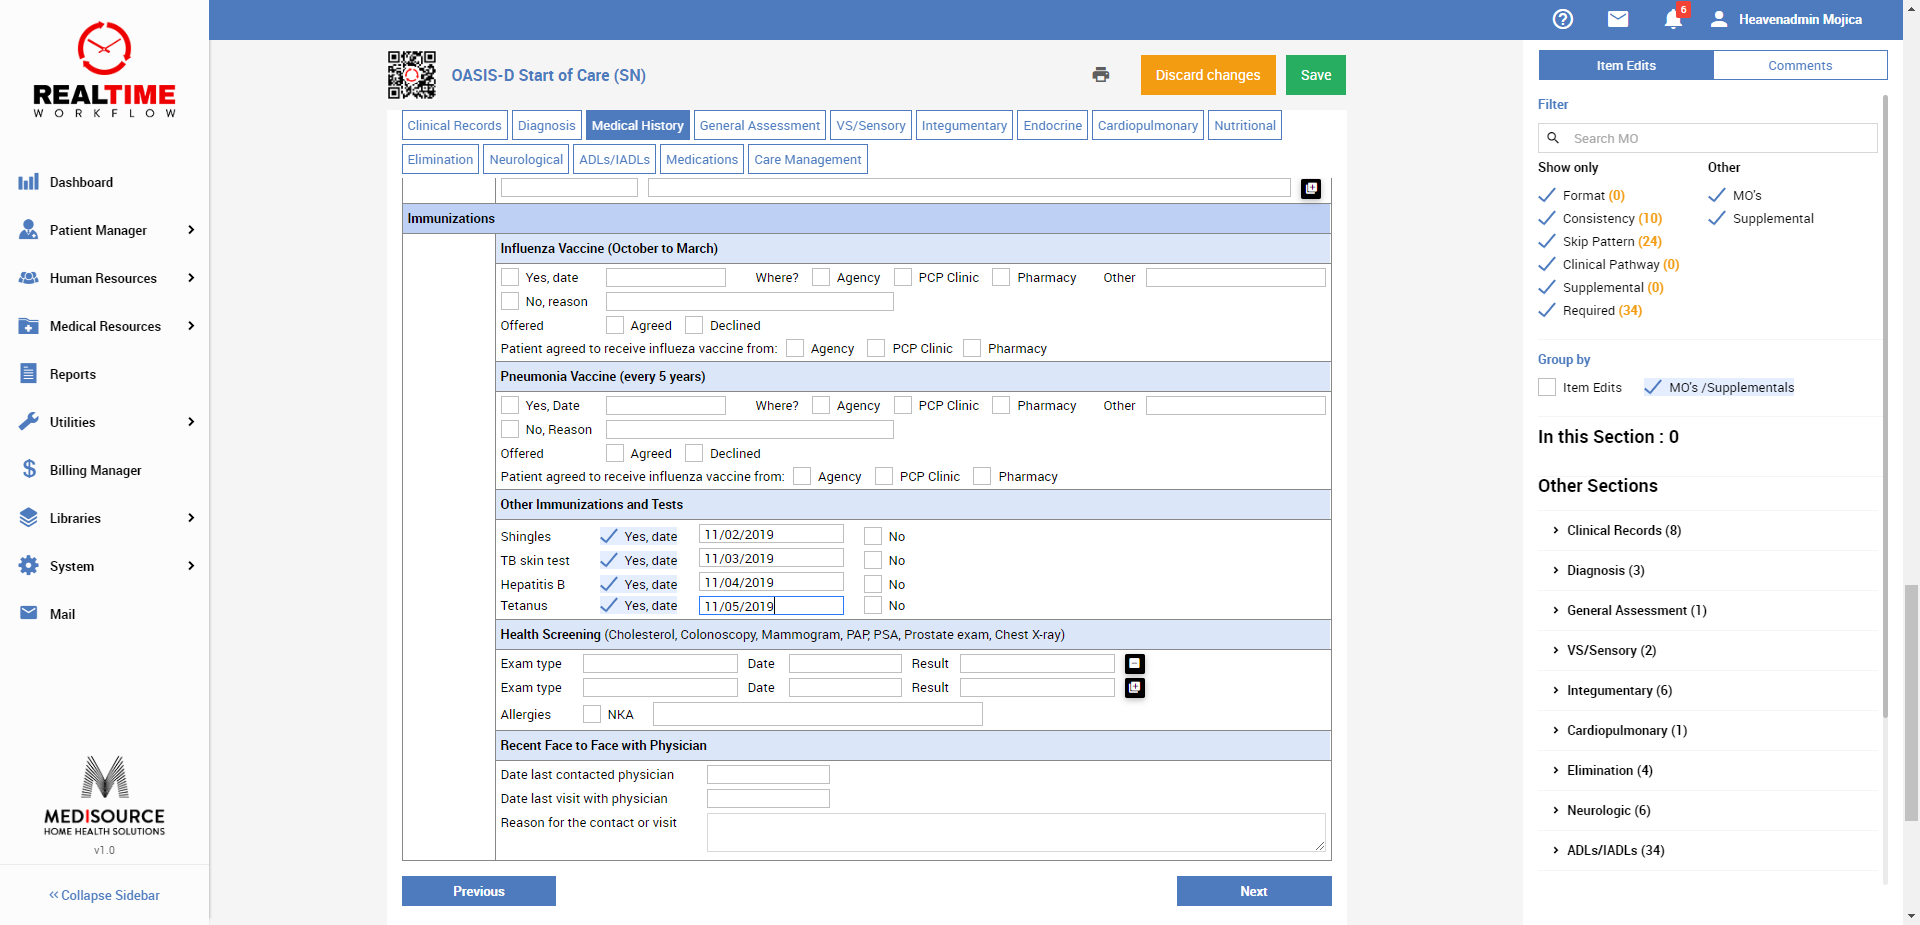 Heavenadmin Mojica
6
REALTIME
WORKFLOW
Dashboard
Patient Manager
Human Resources
Medical Resources
Reports
Utilities
Billing Manager
Libraries
System
Mail
MEDISOURCE
HOME HEALTH SOLUTIONS
v1.0
Collapse Sidebar
OASIS-D Start of Care (SN)
Discard changes
Save
Clinical Records
Diagnosis
Medical History
General Assessment
VS/Sensory
Integumentary
Endocrine
Cardiopulmonary
Nutritional
Elimination
Neurological
ADLs/IADLs
Medications
Care Management
Immunizations
Influenza Vaccine (October to March)
Yes, date Where? Agency PCP Clinic Pharmacy Other
No, reason
Offered Agreed Declined
Patient agreed to receive influeza vaccine from: Agency PCP Clinic Pharmacy
Pneumonia Vaccine (every 5 years)
Yes, Date Where? Agency PCP Clinic Pharmacy Other
No, Reason
Offered Agreed Declined
Patient agreed to receive influenza vaccine from: Agency PCP Clinic Pharmacy
Other Immunizations and Tests
Shingles Yes, date 11/02/2019 No
TB skin test Yes, date 11/03/2019 No
Hepatitis B Yes, date 11/04/2019 No
Tetanus Yes, date 11/05/2019 No
Health Screening (Cholesterol, Colonoscopy, Mammogram, PAP, PSA, Prostate exam, Chest X-ray)
Exam type Date Result
Exam type Date Result
Allergies NKA
Recent Face to Face with Physician
Date last contacted physician
Date last visit with physician
Reason for the contact or visit
Previous
Next
Item Edits
Comments
Filter
Search MO
Show only Other
Format (0) MO's
Consistency (10) Supplemental
Skip Pattern (24)
Clinical Pathway (0)
Supplemental (0)
Required (34)
Group by
Item Edits MO's /Supplementals
In this Section : 0
Other Sections
Clinical Records (8)
Diagnosis (3)
General Assessment (1)
VS/Sensory (2)
Integumentary (6)
Cardiopulmonary (1)
Elimination (4)
Neurologic (6)
ADLs/IADLs (34)